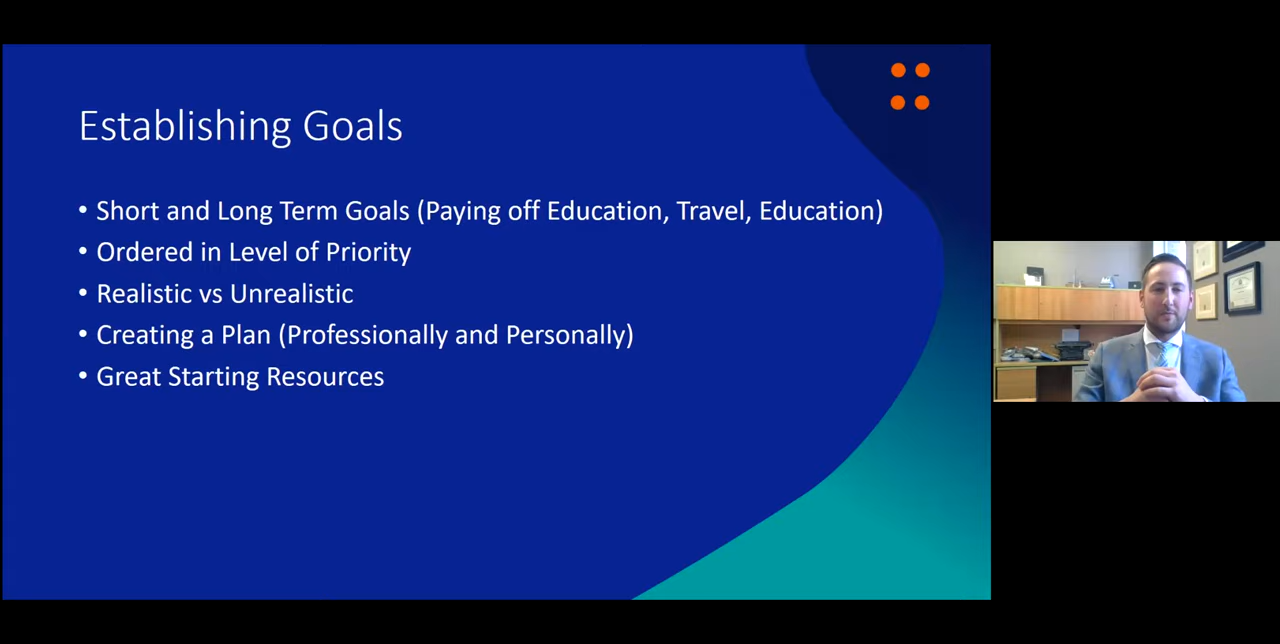 Establishing Goals
• Short and Long Term Goals (Paying off Education, Travel, Education)
• Ordered in Level of Priority
• Realistic vs Unrealistic
• Creating a Plan (Professionally and Personally)
• Great Starting Resources